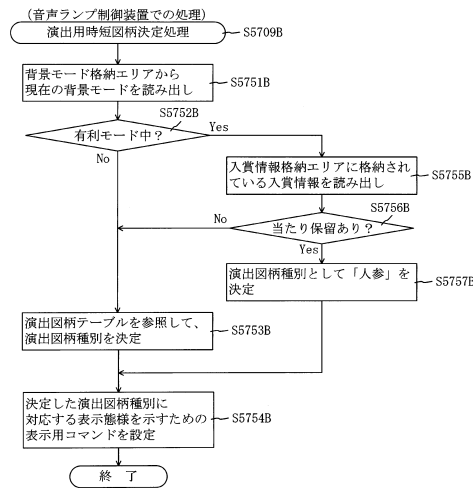 (音声ランプ制御装置での処理)
演出用時短図柄決定処理
S5709B
背景モード格納エリアから
現在の背景モードを読み出し
S5751B
S5752B
有利モード中?
Yes
No
入賞情報格納エリアに格納され
ている入賞情報を読み出し
S5755B
S5756B
当たり保留あり?
No
Yes
演出図柄種別として「人参」を
決定
S5757B
演出図柄テーブルを参照して、
演出図柄種別を決定
S5753B
決定した演出図柄種別に
対応する表示態様を示すための
表示用コマンドを設定
S5754B
終了